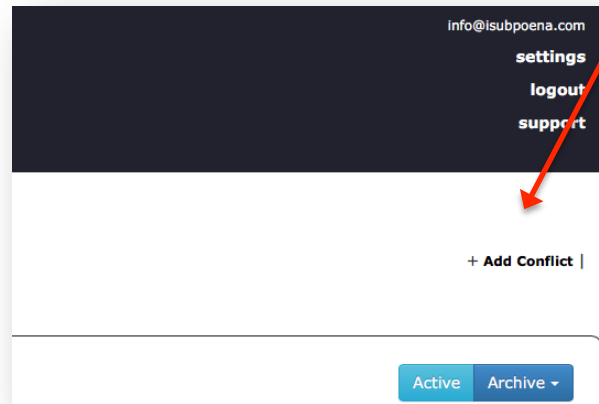 info@isubpoena.com
settings
logout
support
+ Add Conflict |
Active Archive